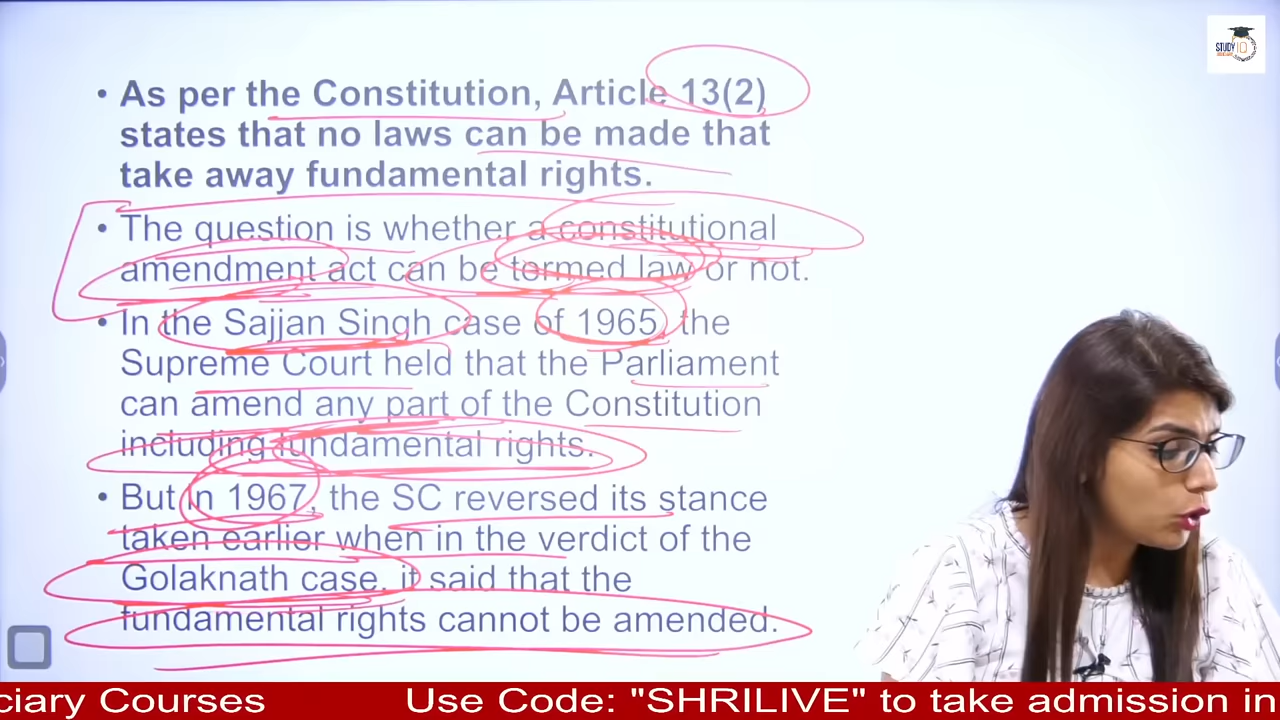 STUDY IQ
• As per the Constitution, Article 13(2)
states that no laws can be made that
take away fundamental rights.
• The question is whether a constitutional
amendment act can be termed law or not.
• In the Sajjan Singh case of 1965, the
Supreme Court held that the Parliament
can amend any part of the Constitution
including fundamental rights.
• But in 1967, the SC reversed its stance
taken earlier when in the verdict of the
Golaknath case, it said that the
fundamental rights cannot be amended.
ciary Courses Use Code: "SHRILIVE" to take admission in